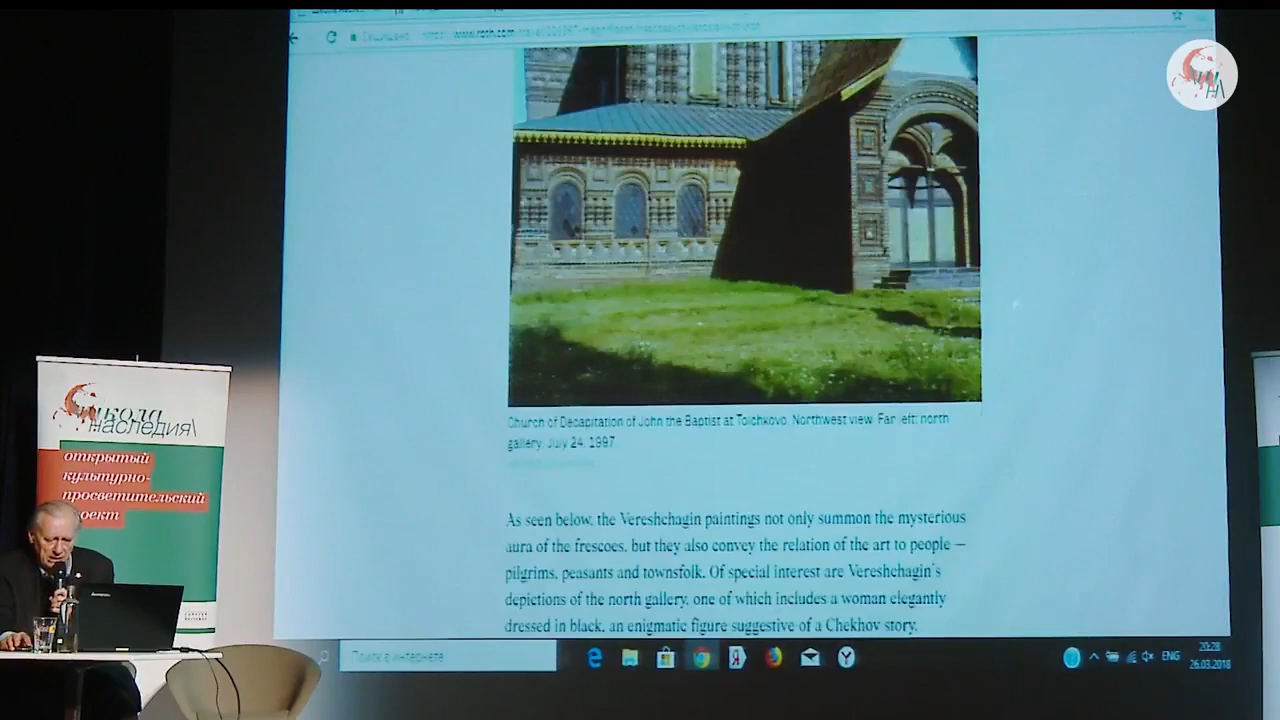 Church of Decapitation of John the Baptist at Tolchkovo. Northwest view. Far left: north
gallery. July 24, 1997
As seen below, the Vereshchagin paintings not only summon the mysterious
aura of the frescoes, but they also convey the relation of the art to people —
pilgrims, peasants and townsfolk. Of special interest are Vereshchagin's
depictions of the north gallery, one of which includes a woman elegantly
dressed in black, an enigmatic figure suggestive of a Chekhov story.
Поиск в интернете
ENG
20:28
26.03.2018
школа
наследия
открытый
культурно-
просветительский
проект